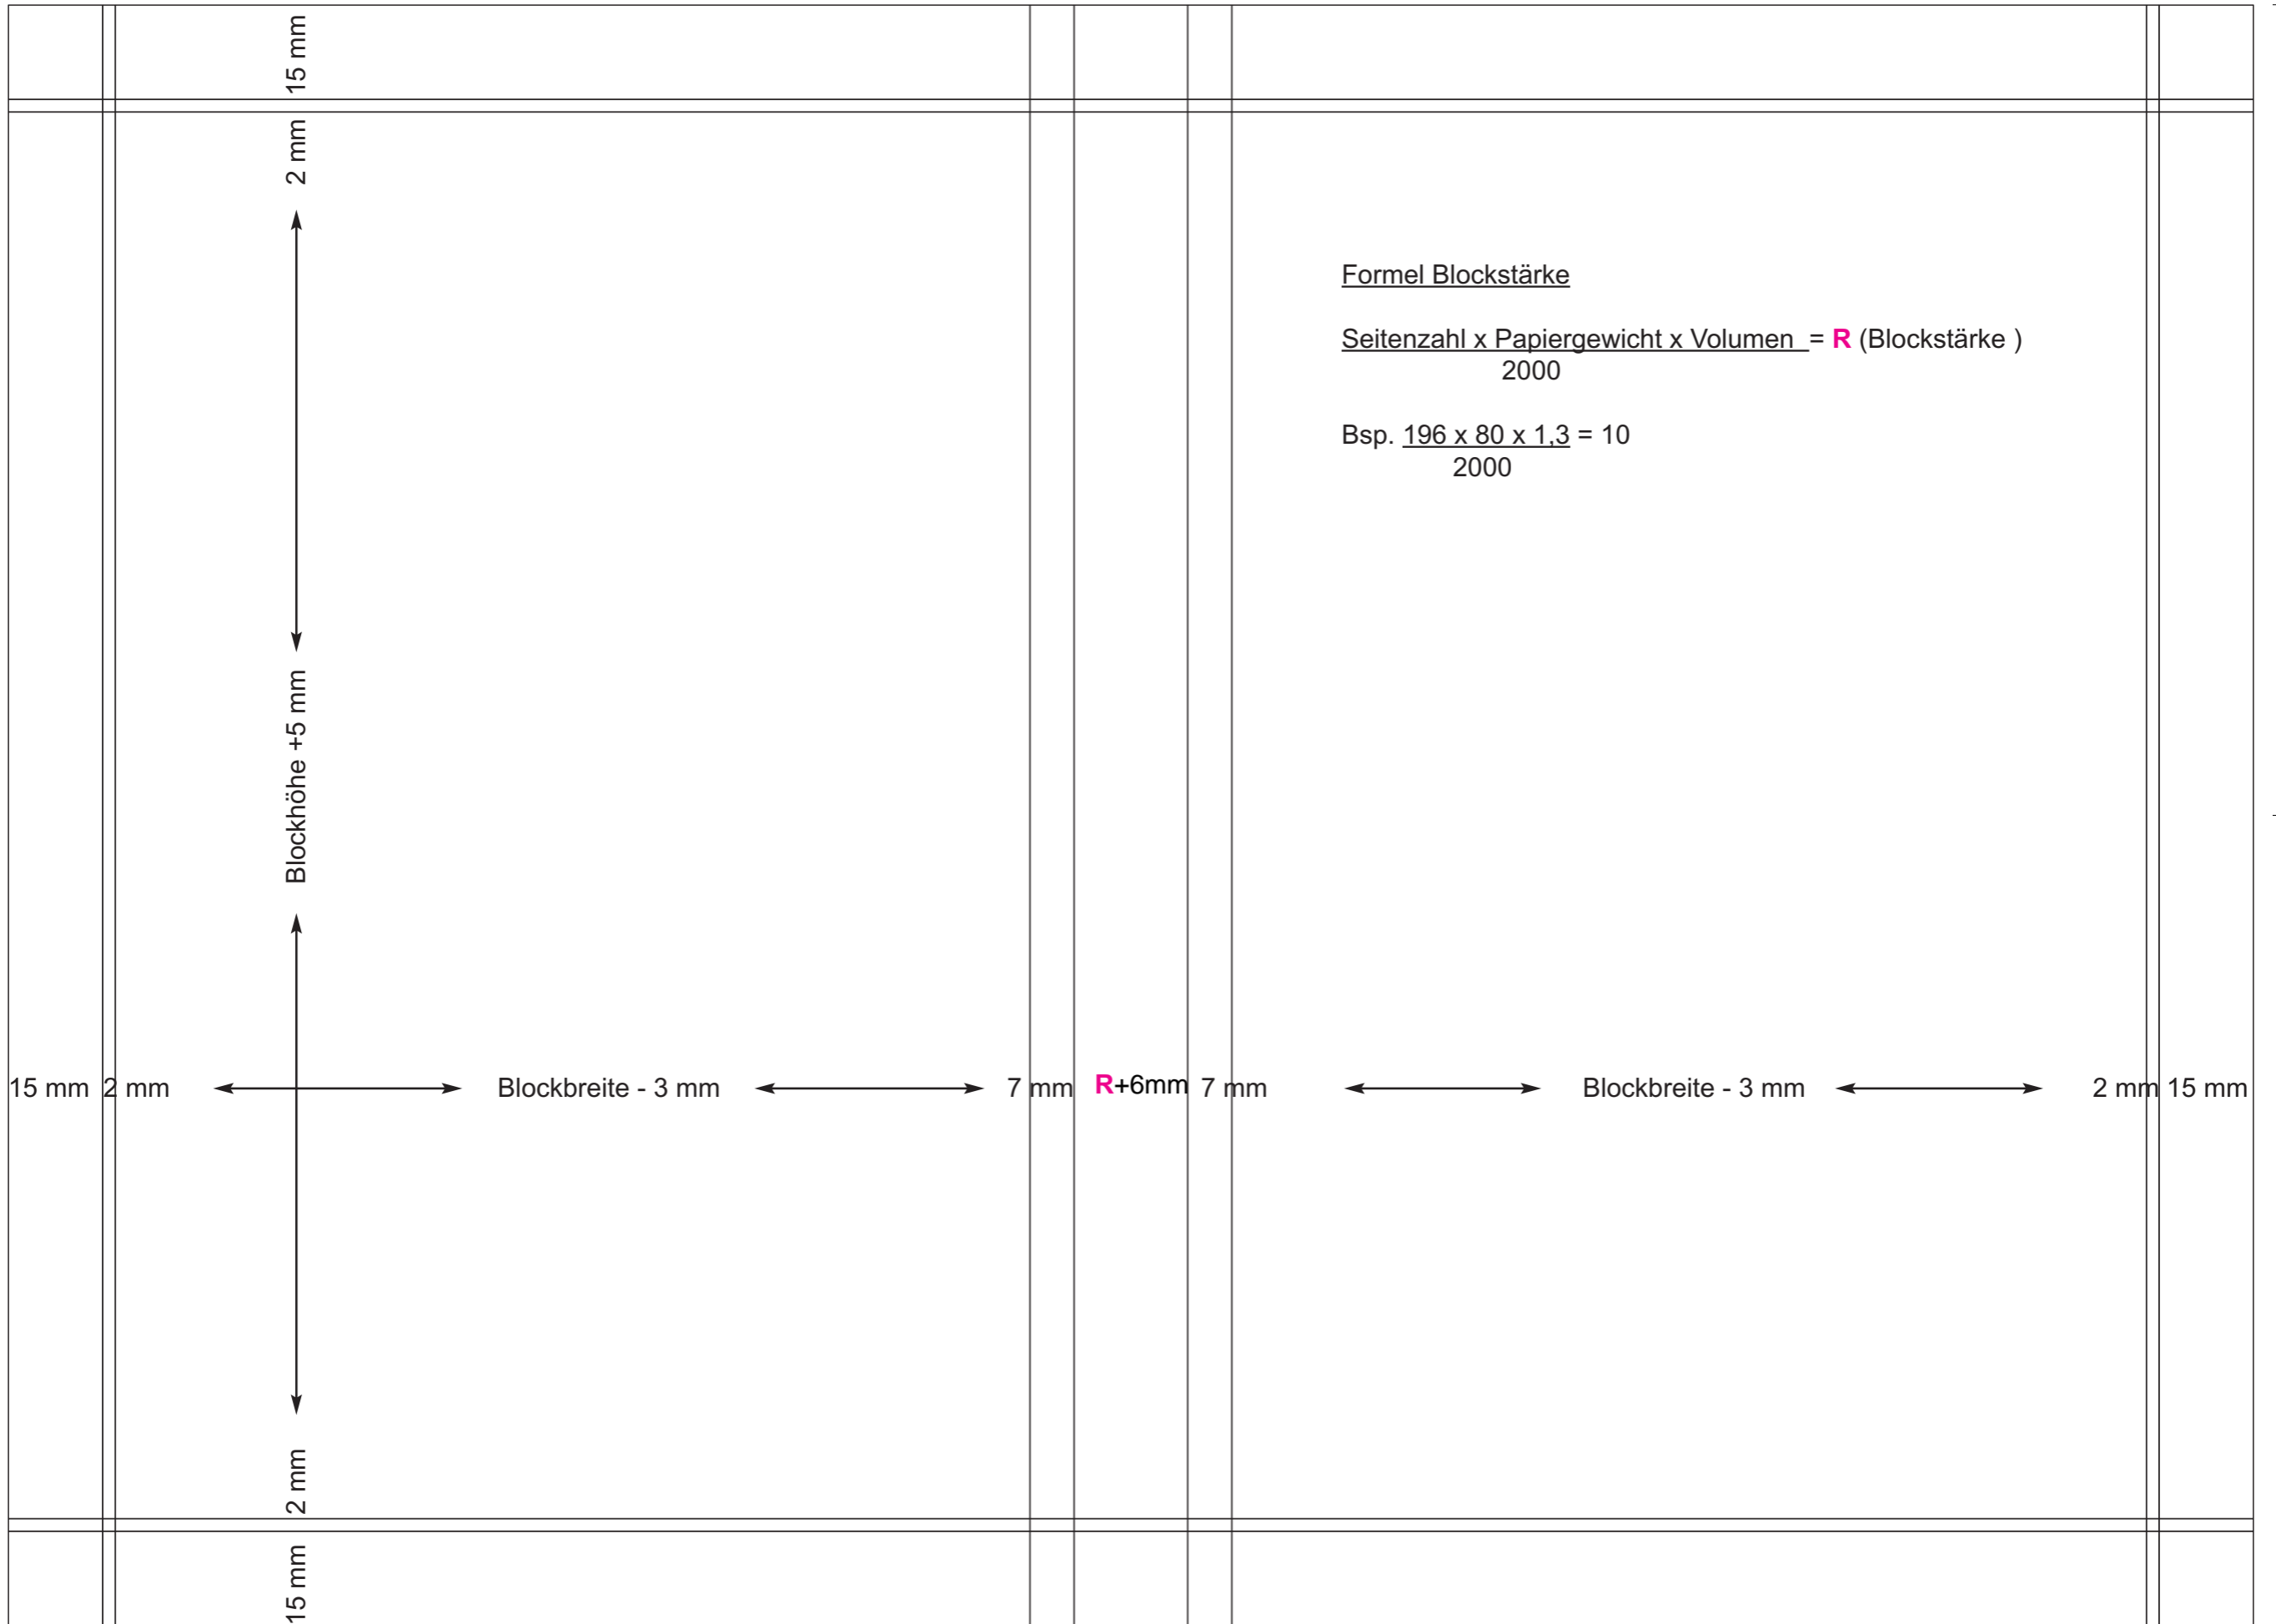 15 mm
2 mm
Formel Blockstärke
Seitenzahl x Papiergewicht x Volumen = R (Blockstärke )
2000
Bsp. 196 x 80 x 1,3 = 10
2000
Blockhöhe +5 mm
15 mm 2 mm Blockbreite - 3 mm 7 mm R+6mm 7 mm Blockbreite - 3 mm 2 mm 15 mm
2 mm
15 mm